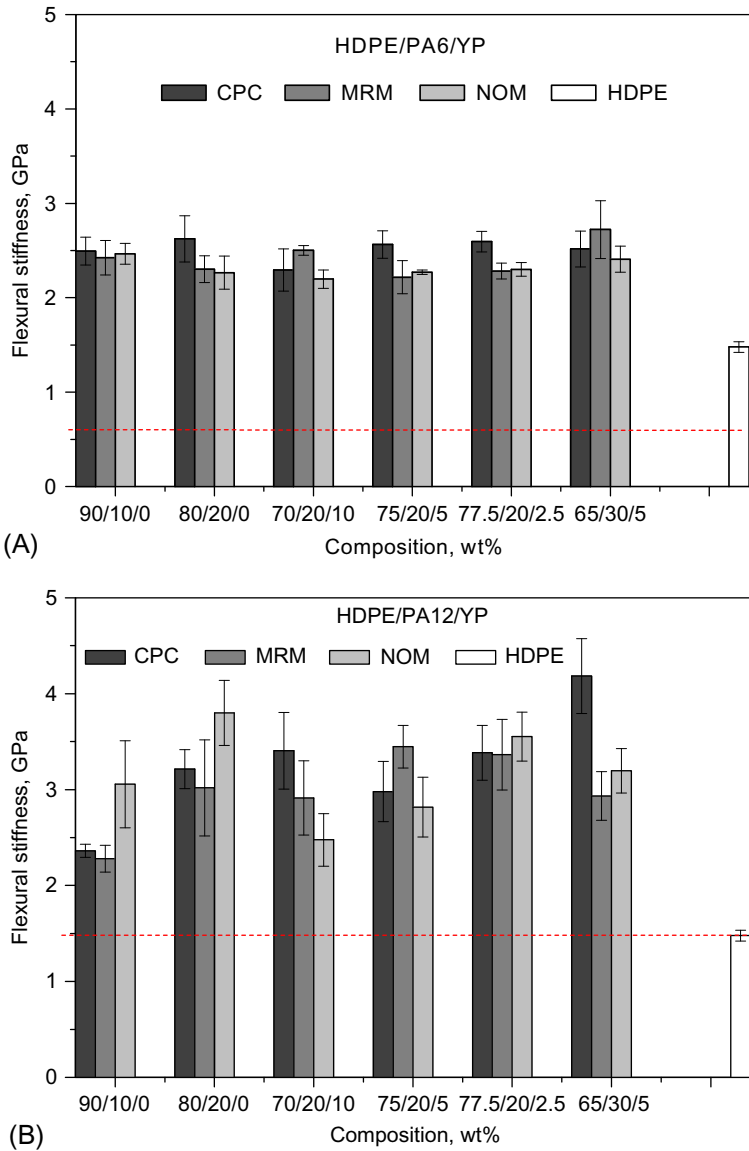 5
HDPE/PA6/YP
CPC MRM NOM HDPE
4
3
2
1
0
Flexural stiffness, GPa
90/10/0 80/20/0 70/20/10 75/20/5 77.5/20/2.5 65/30/5
(A)
Composition, wt%
5
HDPE/PA12/YP
CPC MRM NOM HDPE
4
3
2
1
0
Flexural stiffness, GPa
90/10/0 80/20/0 70/20/10 75/20/5 77.5/20/2.5 65/30/5
(B)
Composition, wt%